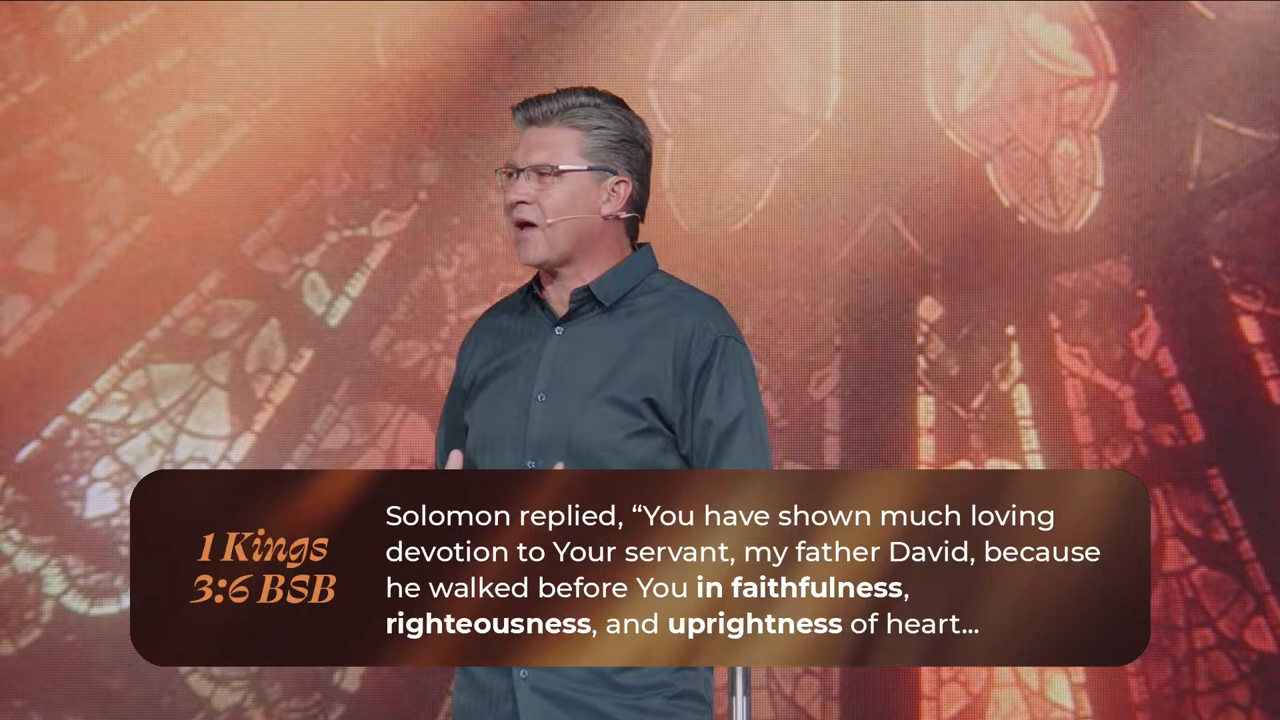 1 Kings
3:6 BSB
Solomon replied, “You have shown much loving
devotion to Your servant, my father David, because
he walked before You in faithfulness,
righteousness, and uprightness of heart...